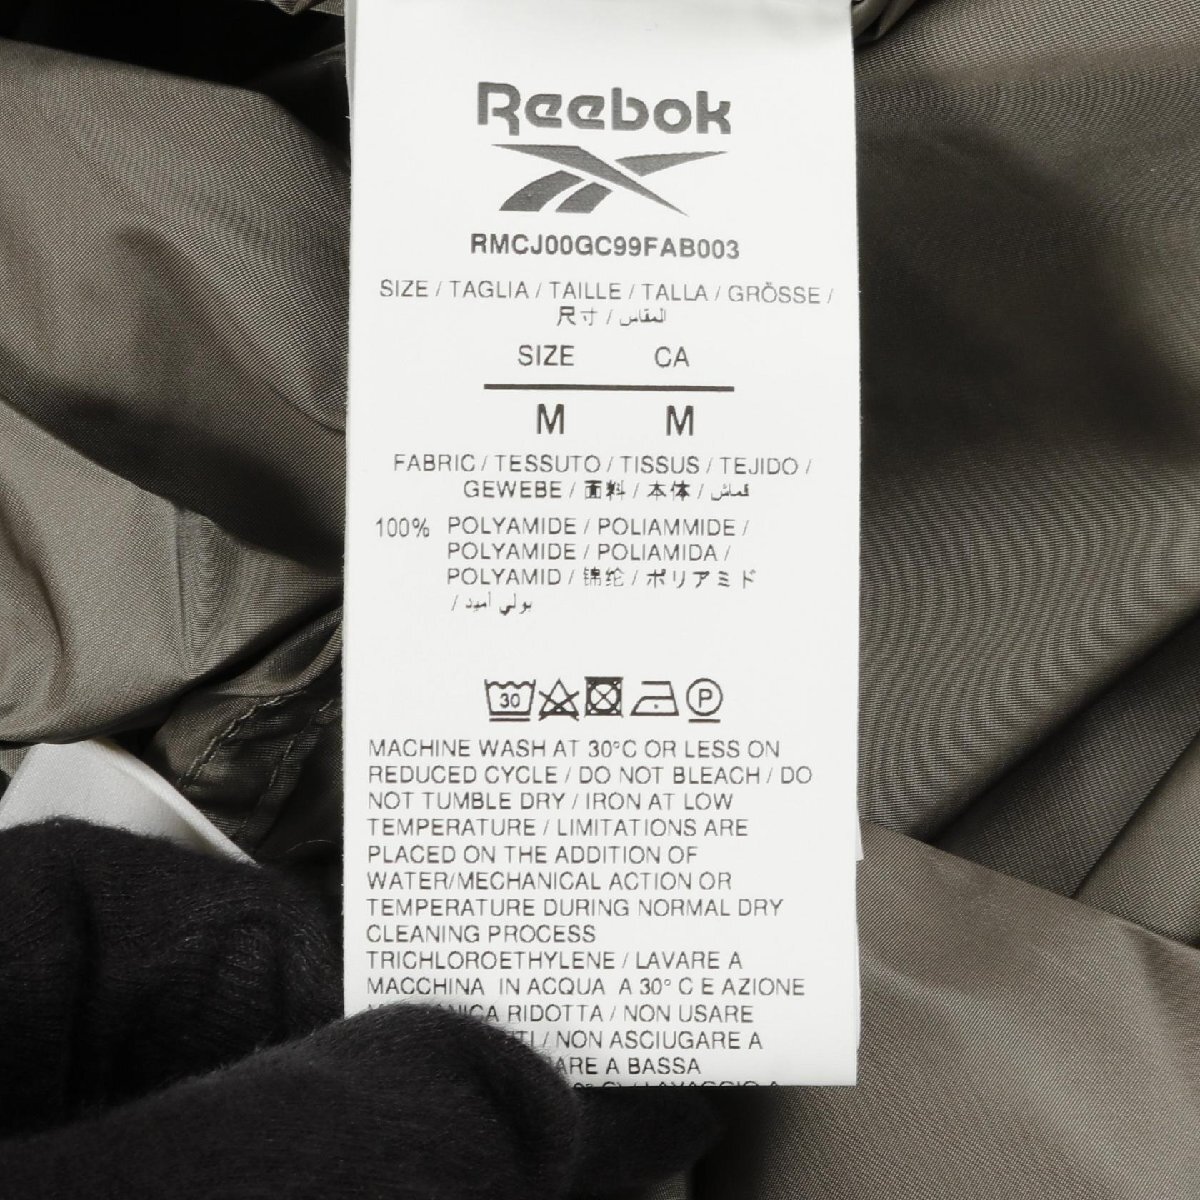 Reebok
RMCJ00GC99FAB003
SIZE / TAGLIA / TAILLE / TALLA / GRÖSSE /
尺寸 / المقاس
SIZE CA
M M
FABRIC / TESSUTO / TISSUS / TEJIDO /
GEWEBE / 面料 / 本体 / قماش
100% POLYAMIDE / POLIAMMIDE /
POLYAMIDE / POLIAMIDA /
POLYAMID / 锦纶 / ポリアミド
/ بولي أميد
30 P
MACHINE WASH AT 30°C OR LESS ON
REDUCED CYCLE / DO NOT BLEACH / DO
NOT TUMBLE DRY / IRON AT LOW
TEMPERATURE / LIMITATIONS ARE
PLACED ON THE ADDITION OF
WATER/MECHANICAL ACTION OR
TEMPERATURE DURING NORMAL DRY
CLEANING PROCESS
TRICHLOROETHYLENE / LAVARE A
MACCHINA IN ACQUA A 30° C E AZIONE
RIDOTTA / NON USARE
/ NON ASCIUGARE A
A BASSA